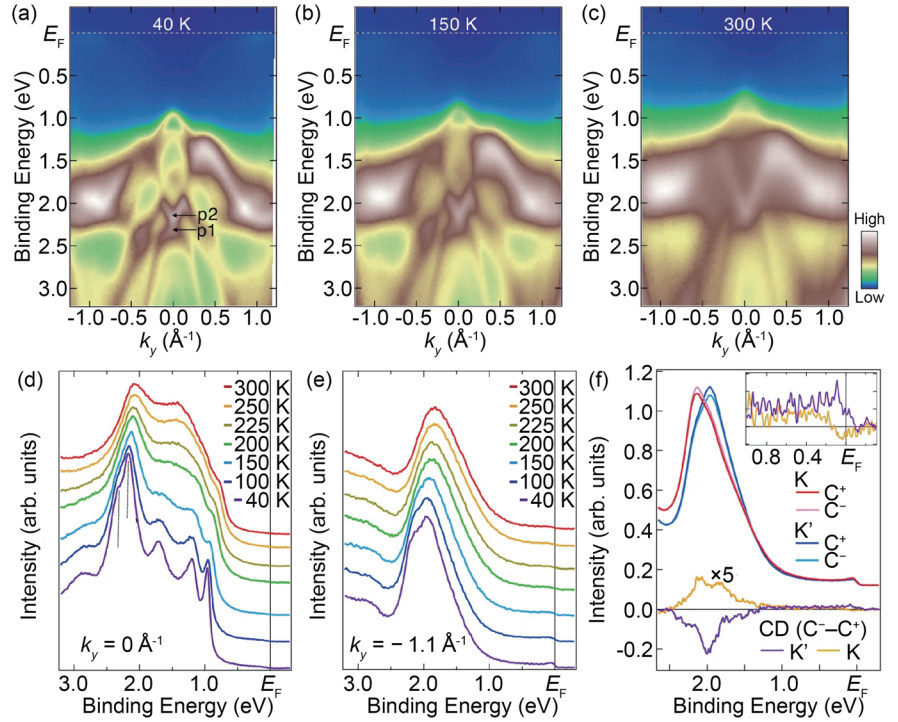 (a)
40 K
E_F
0.5
1.0
1.5
2.0
2.5
3.0
Binding Energy (eV)
p2
p1
-1.0 -0.5 0.0 0.5 1.0
k_y (Å⁻¹)
(b)
150 K
E_F
0.5
1.0
1.5
2.0
2.5
3.0
Binding Energy (eV)
-1.0 -0.5 0.0 0.5 1.0
k_y (Å⁻¹)
(c)
300 K
E_F
0.5
1.0
1.5
2.0
2.5
3.0
Binding Energy (eV)
-1.0 -0.5 0.0 0.5 1.0
k_y (Å⁻¹)
High
Low
(d)
300 K
250 K
225 K
200 K
150 K
100 K
40 K
Intensity (arb. units)
k_y = 0 Å⁻¹
3.0 2.0 1.0 E_F
Binding Energy (eV)
(e)
300 K
250 K
225 K
200 K
150 K
100 K
40 K
Intensity (arb. units)
k_y = − 1.1 Å⁻¹
3.0 2.0 1.0 E_F
Binding Energy (eV)
(f)
1.2
1.0
0.8
0.6
0.4
0.2
0.0
-0.2
Intensity (arb. units)
0.8 0.4 E_F
K
C⁺
C⁻
K'
C⁺
C⁻
×5
CD (C⁻–C⁺)
K' K
2.0 1.0 E_F
Binding Energy (eV)